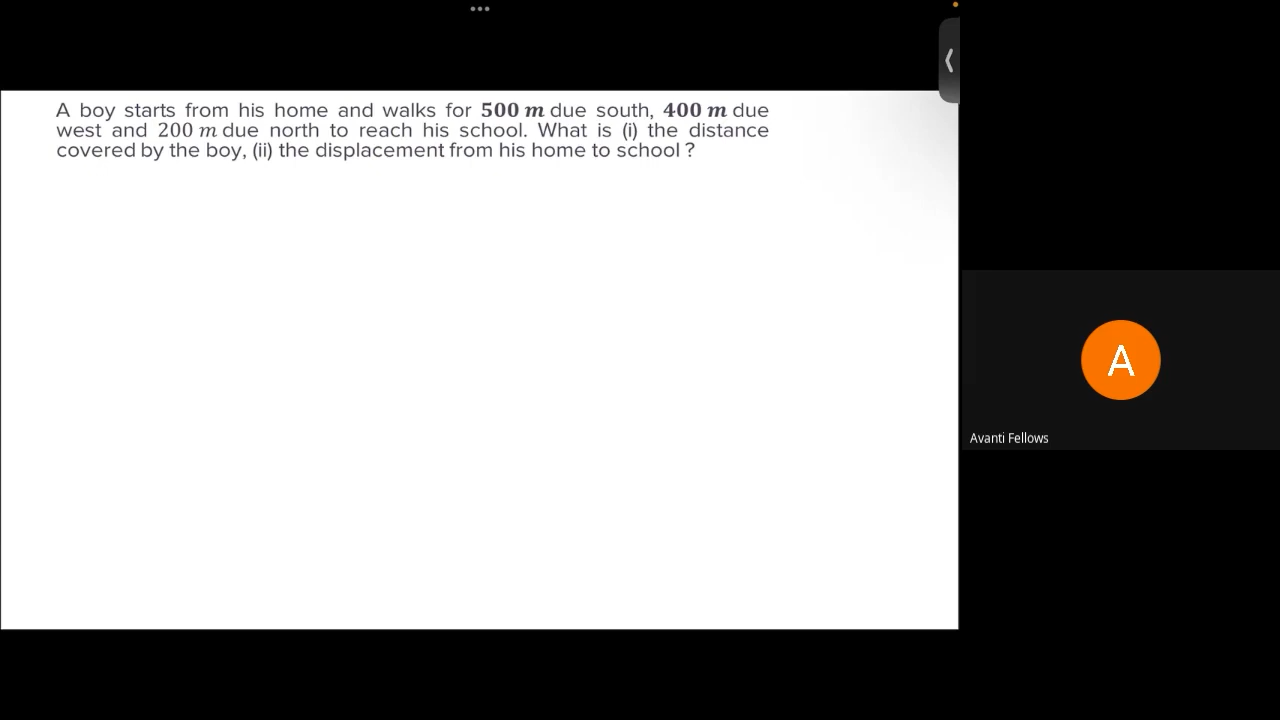 A boy starts from his home and walks for 500 m due south, 400 m due
west and 200 m due north to reach his school. What is (i) the distance
covered by the boy, (ii) the displacement from his home to school ?
A
Avanti Fellows